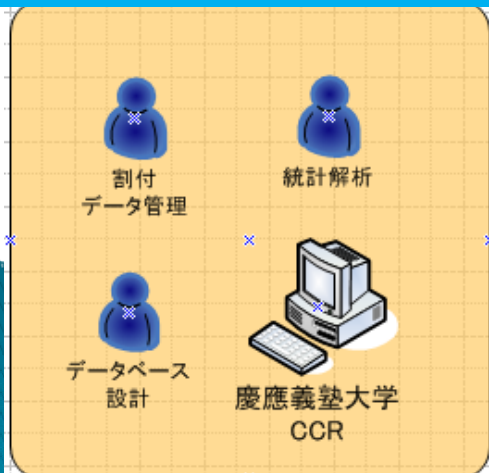 割付
データ管理
統計解析
データベース
設計
慶應義塾大学
CCR